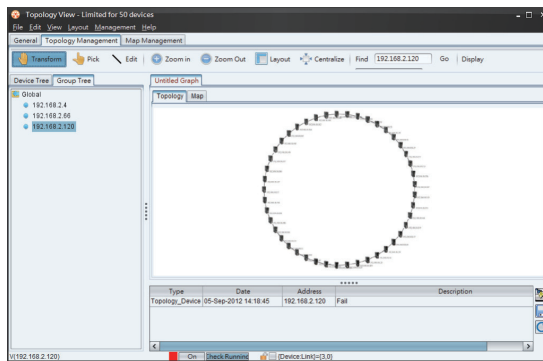 Topology View - Limited for 50 devices
File Edit View Layout Management Help
General Topology Management Map Management
Transform Pick Edit Zoom in Zoom Out Layout Centralize Find 192.168.2.120 Go Display
Device Tree Group Tree Untitled Graph
Topology Map
Global
192.168.2.4
192.168.2.66
192.168.2.120
Type Date Address Description
Topology_Device 05-Sep-2012 14:18:45 192.168.2.120 Fail
V(192.168.2.120) On Check Running (Device:Link)=(3,0)